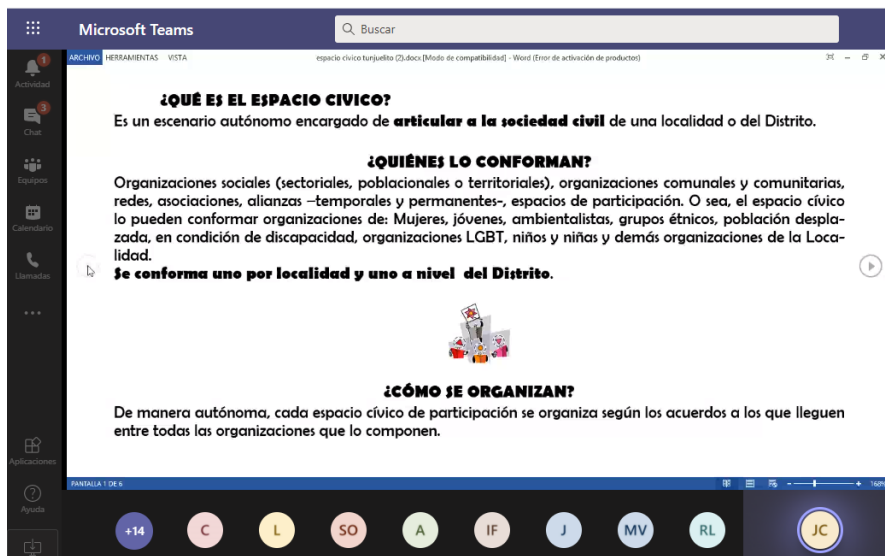 Microsoft Teams
Buscar
ARCHIVO HERRAMIENTAS VISTA
espacio civico tunjuelito (2).docx [Modo de compatibilidad] - Word (Error de activación de productos)
1
Actividad
3
Chat
Equipos
Calendario
Llamadas
Aplicaciones
Ayuda
¿QUÉ ES EL ESPACIO CIVICO?
Es un escenario autónomo encargado de articular a la sociedad civil de una localidad o del Distrito.
¿QUIÉNES LO CONFORMAN?
Organizaciones sociales (sectoriales, poblacionales o territoriales), organizaciones comunales y comunitarias,
redes, asociaciones, alianzas –temporales y permanentes-, espacios de participación. O sea, el espacio cívico
lo pueden conformar organizaciones de: Mujeres, jóvenes, ambientalistas, grupos étnicos, población despla-
zada, en condición de discapacidad, organizaciones LGBT, niños y niñas y demás organizaciones de la Loca-
lidad.
Se conforma uno por localidad y uno a nivel del Distrito.
¿CÓMO SE ORGANIZAN?
De manera autónoma, cada espacio cívico de participación se organiza según los acuerdos a los que lleguen
entre todas las organizaciones que lo componen.
PANTALLA 1 DE 6
168%
+14 C L SO A IF J MV RL JC